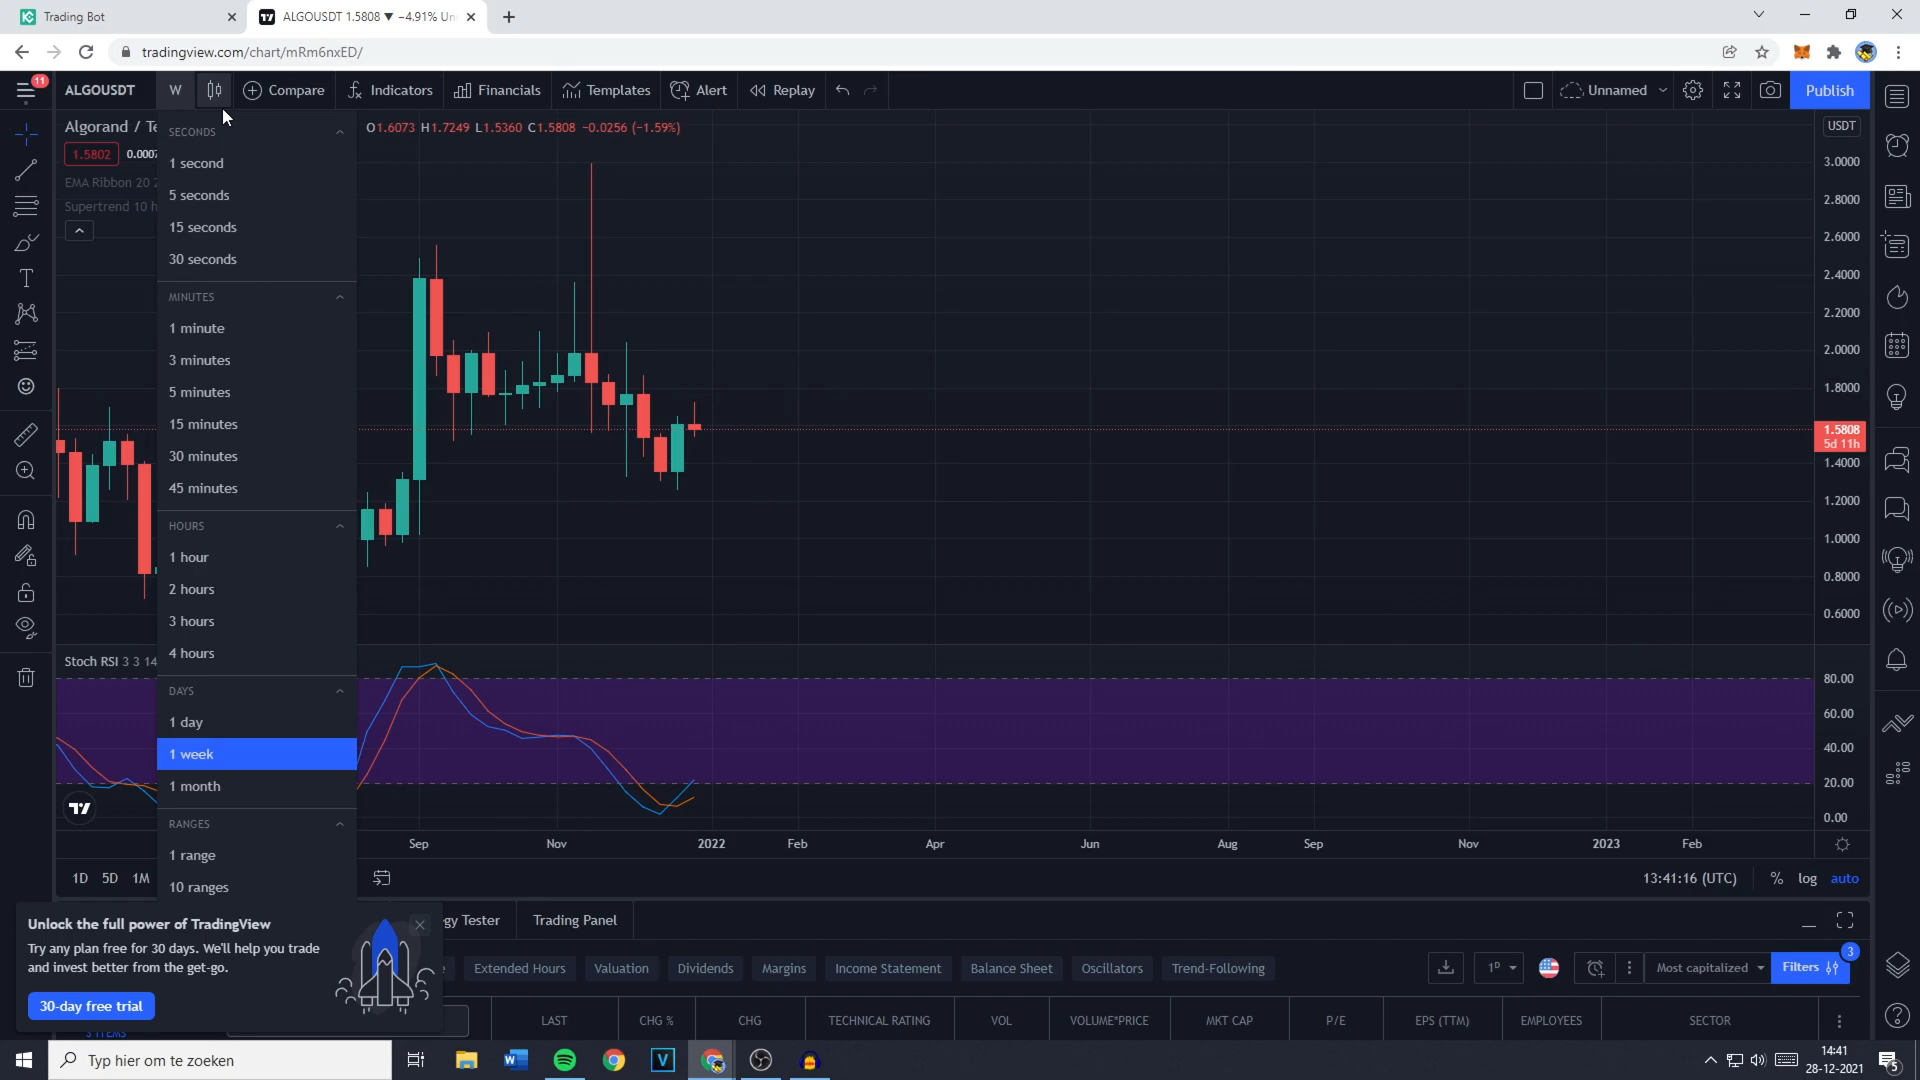 Trading Bot
ALGOUSDT 1.5808 ▼ −4.91% Un
tradingview.com/chart/mRm6nxED/
11
ALGOUSDT
W
Compare
Indicators
Financials
Templates
Alert
Replay
Unnamed
Publish
Algorand / Te
O1.6073 H1.7249 L1.5360 C1.5808 −0.0256 (−1.59%)
USDT
1.5802
0.0007
EMA Ribbon 20 2
Supertrend 10 h
SECONDS
1 second
5 seconds
15 seconds
30 seconds
MINUTES
1 minute
3 minutes
5 minutes
15 minutes
30 minutes
45 minutes
HOURS
1 hour
2 hours
3 hours
4 hours
DAYS
1 day
1 week
1 month
RANGES
1 range
10 ranges
3.0000
2.8000
2.6000
2.4000
2.2000
2.0000
1.8000
1.5808
5d 11h
1.4000
1.2000
1.0000
0.8000
0.6000
Stoch RSI 3 3 14
80.00
60.00
40.00
20.00
0.00
Sep
Nov
2022
Feb
Apr
Jun
Aug
Sep
Nov
2023
Feb
1D
5D
1M
13:41:16 (UTC)
%
log
auto
gy Tester
Trading Panel
Unlock the full power of TradingView
Try any plan free for 30 days. We'll help you trade
and invest better from the get-go.
30-day free trial
e
Extended Hours
Valuation
Dividends
Margins
Income Statement
Balance Sheet
Oscillators
Trend-Following
1D
Most capitalized
Filters
3
3 ITEMS
LAST
CHG %
CHG
TECHNICAL RATING
VOL
VOLUME*PRICE
MKT CAP
P/E
EPS (TTM)
EMPLOYEES
SECTOR
Typ hier om te zoeken
14:41
28-12-2021
5